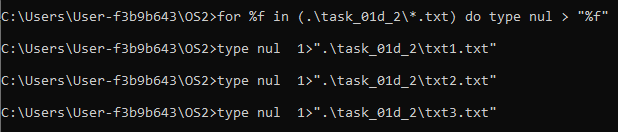 C:\Users\User-f3b9b643\OS2>for %f in (.\task_01d_2\*.txt) do type nul > "%f"
C:\Users\User-f3b9b643\OS2>type nul  1>".\task_01d_2\txt1.txt"
C:\Users\User-f3b9b643\OS2>type nul  1>".\task_01d_2\txt2.txt"
C:\Users\User-f3b9b643\OS2>type nul  1>".\task_01d_2\txt3.txt"